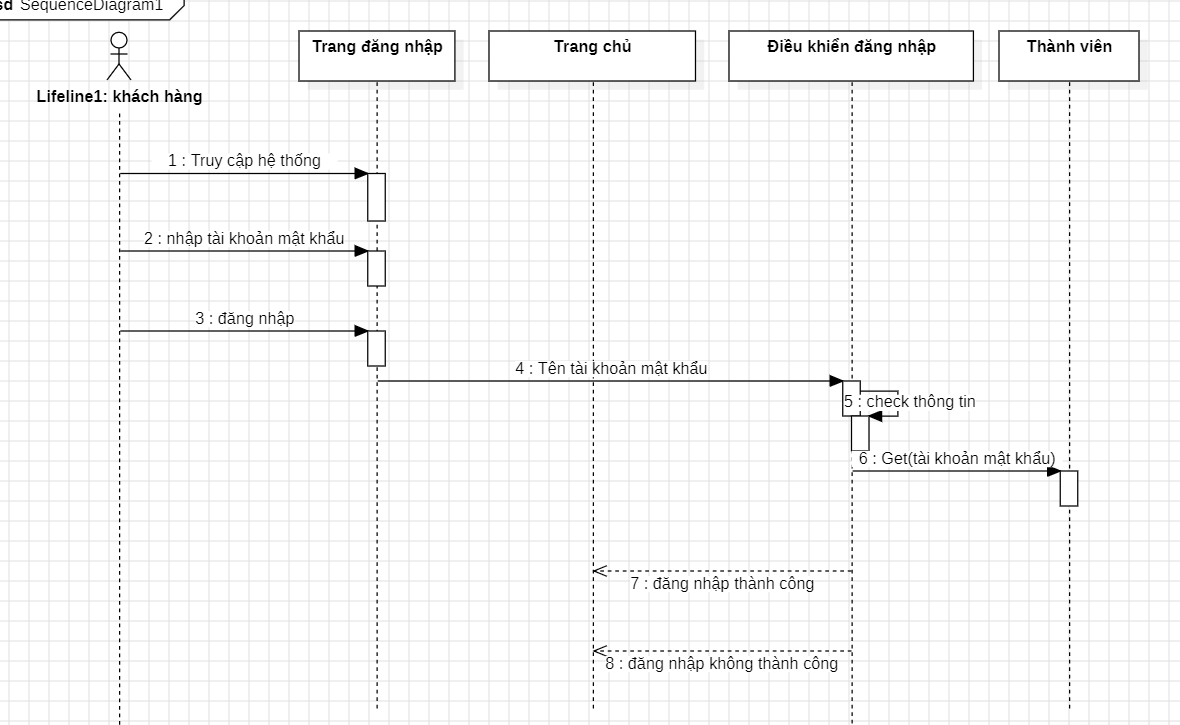 sd SequenceDiagram1
Trang đăng nhập
Trang chủ
Điều khiển đăng nhập
Thành viên
Lifeline1: khách hàng
1 : Truy cập hệ thống
2 : nhập tài khoản mật khẩu
3 : đăng nhập
4 : Tên tài khoản mật khẩu
5 : check thông tin
6 : Get(tài khoản mật khẩu)
7 : đăng nhập thành công
8 : đăng nhập không thành công